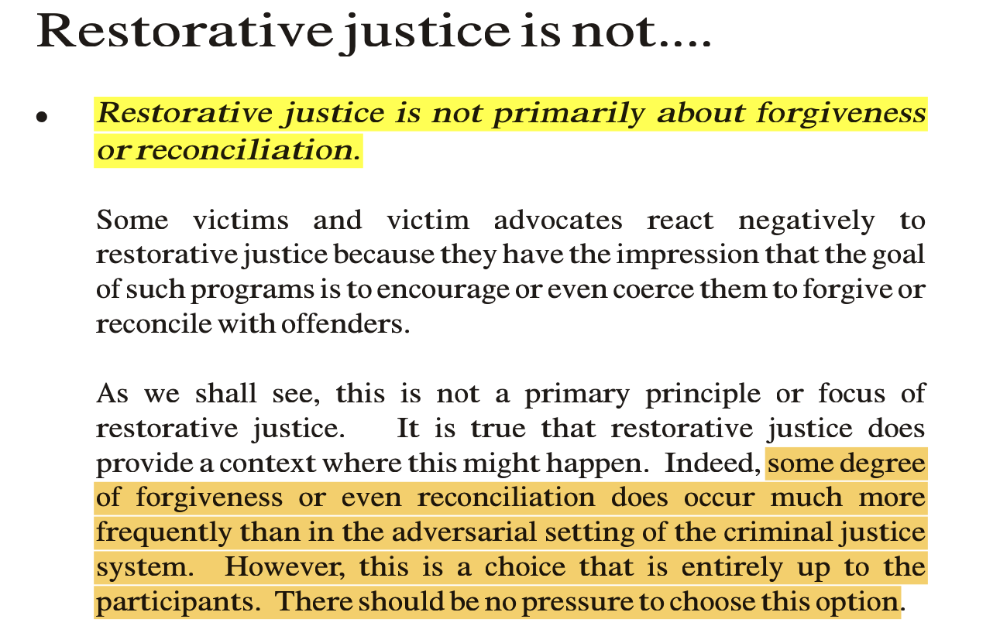 Restorative justice is not....
• Restorative justice is not primarily about forgiveness
or reconciliation.
Some victims and victim advocates react negatively to
restorative justice because they have the impression that the goal
of such programs is to encourage or even coerce them to forgive or
reconcile with offenders.
As we shall see, this is not a primary principle or focus of
restorative justice. It is true that restorative justice does
provide a context where this might happen. Indeed, some degree
of forgiveness or even reconciliation does occur much more
frequently than in the adversarial setting of the criminal justice
system. However, this is a choice that is entirely up to the
participants. There should be no pressure to choose this option.